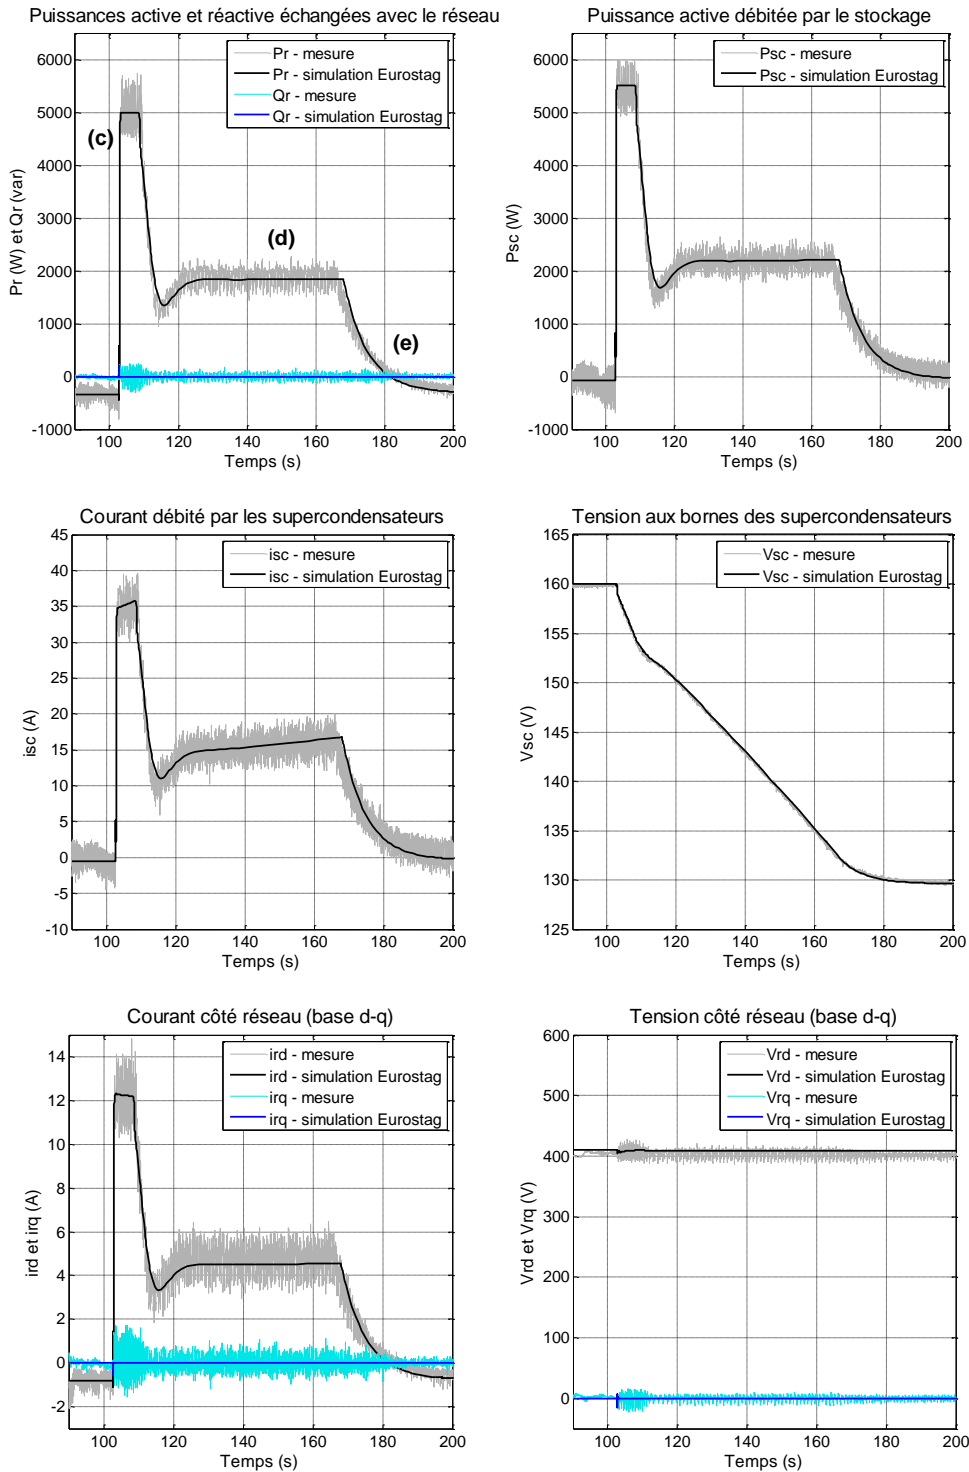 Puissances active et réactive échangées avec le réseau
6000
5000
4000
3000
2000
1000
0
-1000
Pr (W) et Qr (var)
Pr - mesure
Pr - simulation Eurostag
Qr - mesure
Qr - simulation Eurostag
(c)
(d)
(e)
100 120 140 160 180 200
Temps (s)
Puissance active débitée par le stockage
6000
5000
4000
3000
2000
1000
0
-1000
Psc (W)
Psc - mesure
Psc - simulation Eurostag
100 120 140 160 180 200
Temps (s)
Courant débité par les supercondensateurs
45
40
35
30
25
20
15
10
5
0
-5
-10
isc (A)
isc - mesure
isc - simulation Eurostag
100 120 140 160 180 200
Temps (s)
Tension aux bornes des supercondensateurs
165
160
155
150
145
140
135
130
125
Vsc (V)
Vsc - mesure
Vsc - simulation Eurostag
100 120 140 160 180 200
Temps (s)
Courant côté réseau (base d-q)
14
12
10
8
6
4
2
0
-2
ird et irq (A)
ird - mesure
ird - simulation Eurostag
irq - mesure
irq - simulation Eurostag
100 120 140 160 180 200
Temps (s)
Tension côté réseau (base d-q)
600
500
400
300
200
100
0
Vrd et Vrq (V)
Vrd - mesure
Vrd - simulation Eurostag
Vrq - mesure
Vrq - simulation Eurostag
100 120 140 160 180 200
Temps (s)